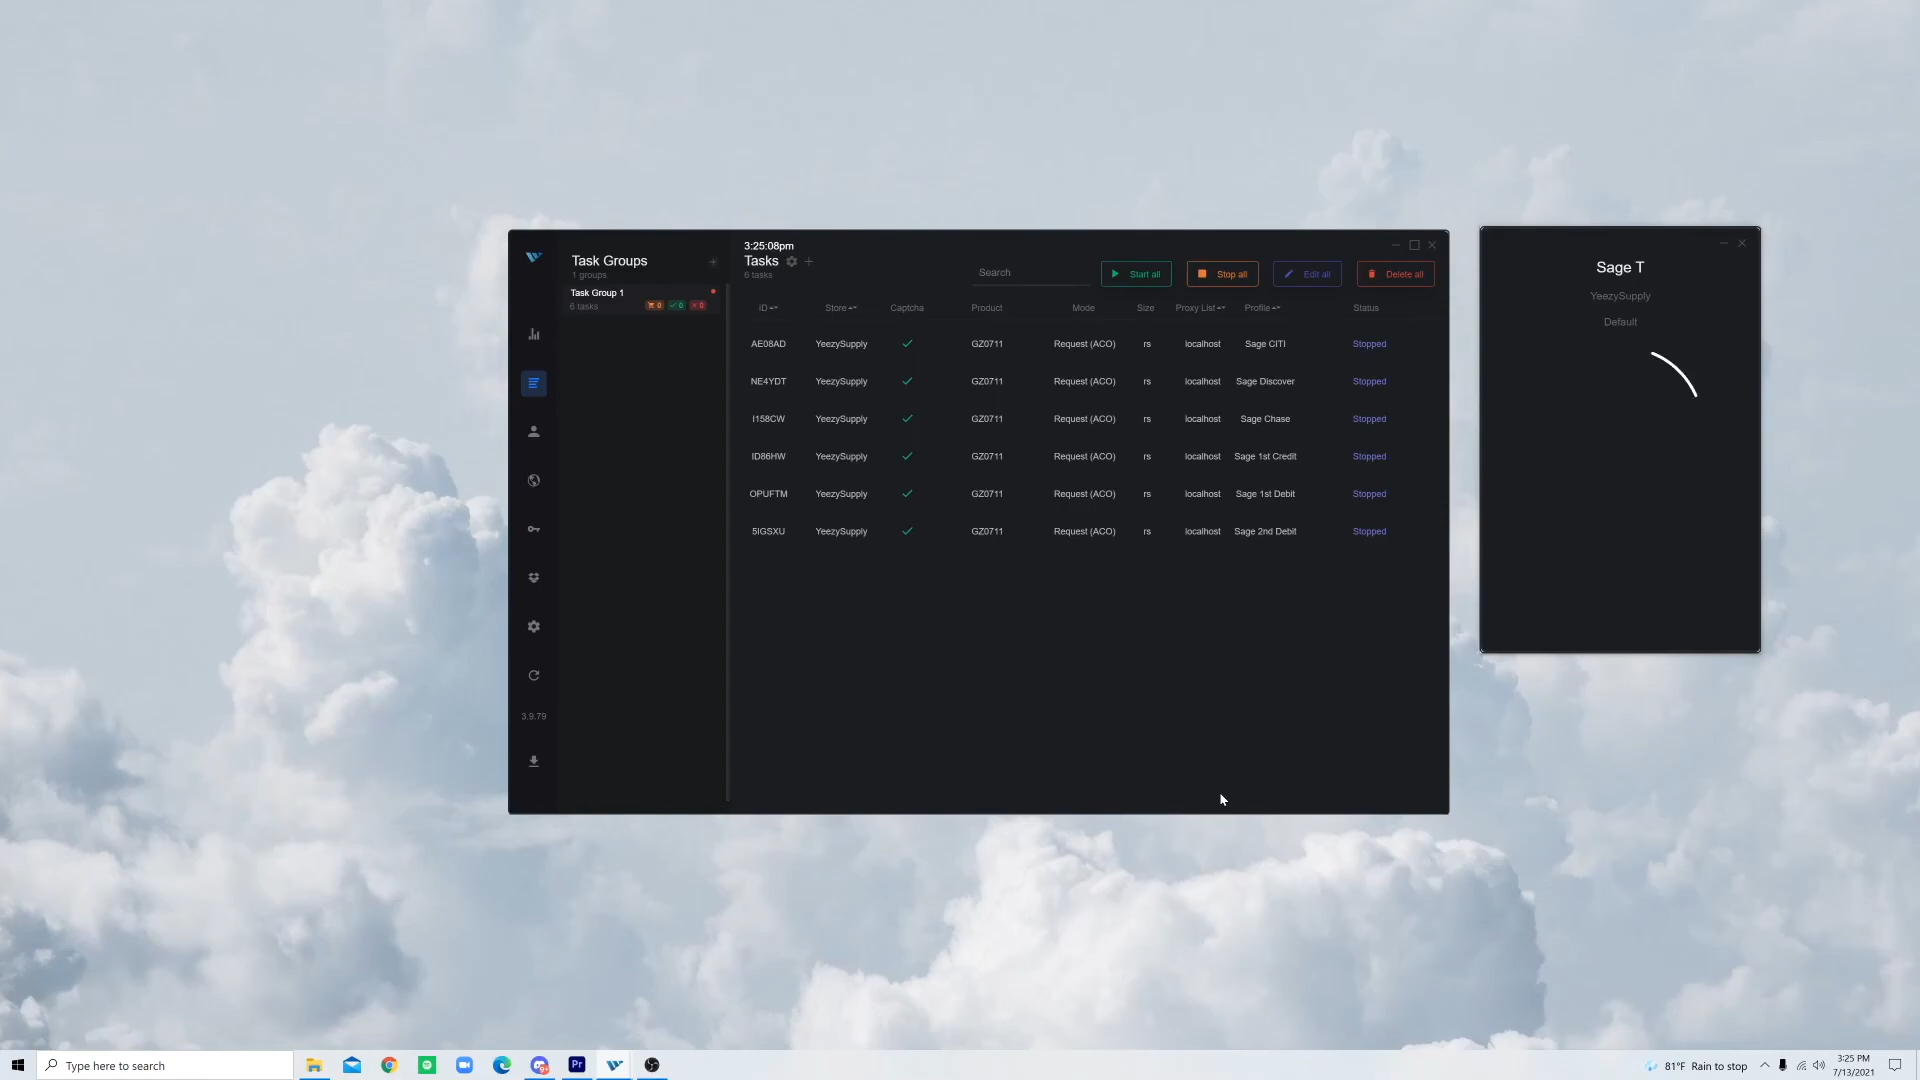 Task Groups
1 groups
Task Group 1
6 tasks
0 0 0
3.9.79
3:25:08pm
Tasks
6 tasks
Search
Start all
Stop all
Edit all
Delete all
ID Store Captcha Product Mode Size Proxy List Profile Status
AE08AD YeezySupply GZ0711 Request (ACO) rs localhost Sage CITI Stopped
NE4YDT YeezySupply GZ0711 Request (ACO) rs localhost Sage Discover Stopped
I158CW YeezySupply GZ0711 Request (ACO) rs localhost Sage Chase Stopped
ID86HW YeezySupply GZ0711 Request (ACO) rs localhost Sage 1st Credit Stopped
OPUFTM YeezySupply GZ0711 Request (ACO) rs localhost Sage 1st Debit Stopped
5IGSXU YeezySupply GZ0711 Request (ACO) rs localhost Sage 2nd Debit Stopped
Sage T
YeezySupply
Default
Type here to search
9+
Pr
81°F Rain to stop
3:25 PM
7/13/2021